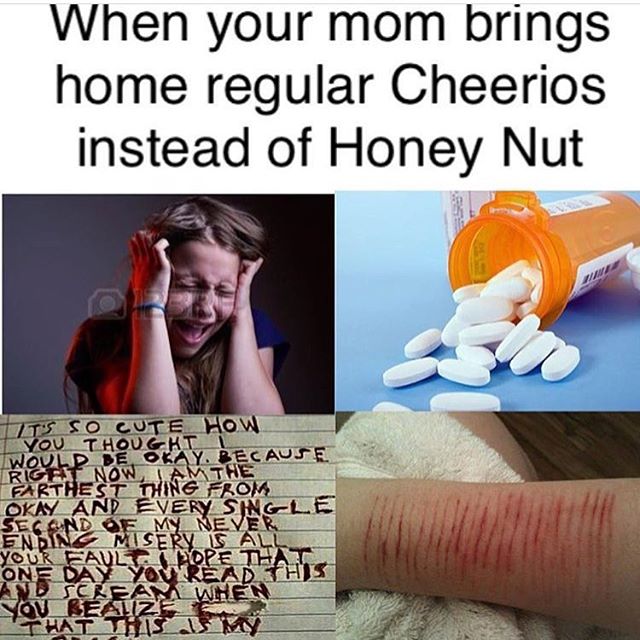 When your mom brings
home regular Cheerios
instead of Honey Nut
IT'S SO CUTE HOW
YOU THOUGHT I
WOULD BE OKAY. BECAUSE
RIGHT NOW I AM THE
FARTHEST THING FROM
OKAY AND EVERY SINGLE
SECOND OF MY NEVER
ENDING MISERY IS ALL
YOUR FAULT. I HOPE THAT
ONE DAY YOU READ THIS
AND SCREAM WHEN
YOU REALIZE
THAT THIS IS MY